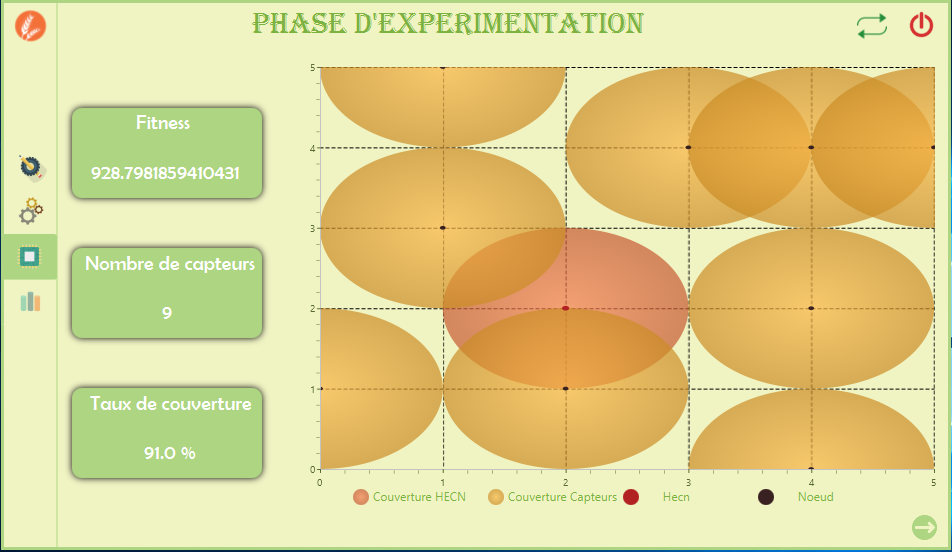 PHASE D'EXPERIMENTATION
Fitness
928.7981859410431
Nombre de capteurs
9
Taux de couverture
91.0 %
5
4
3
2
1
0
0 1 2 3 4 5
Couverture HECN Couverture Capteurs Hecn Noeud